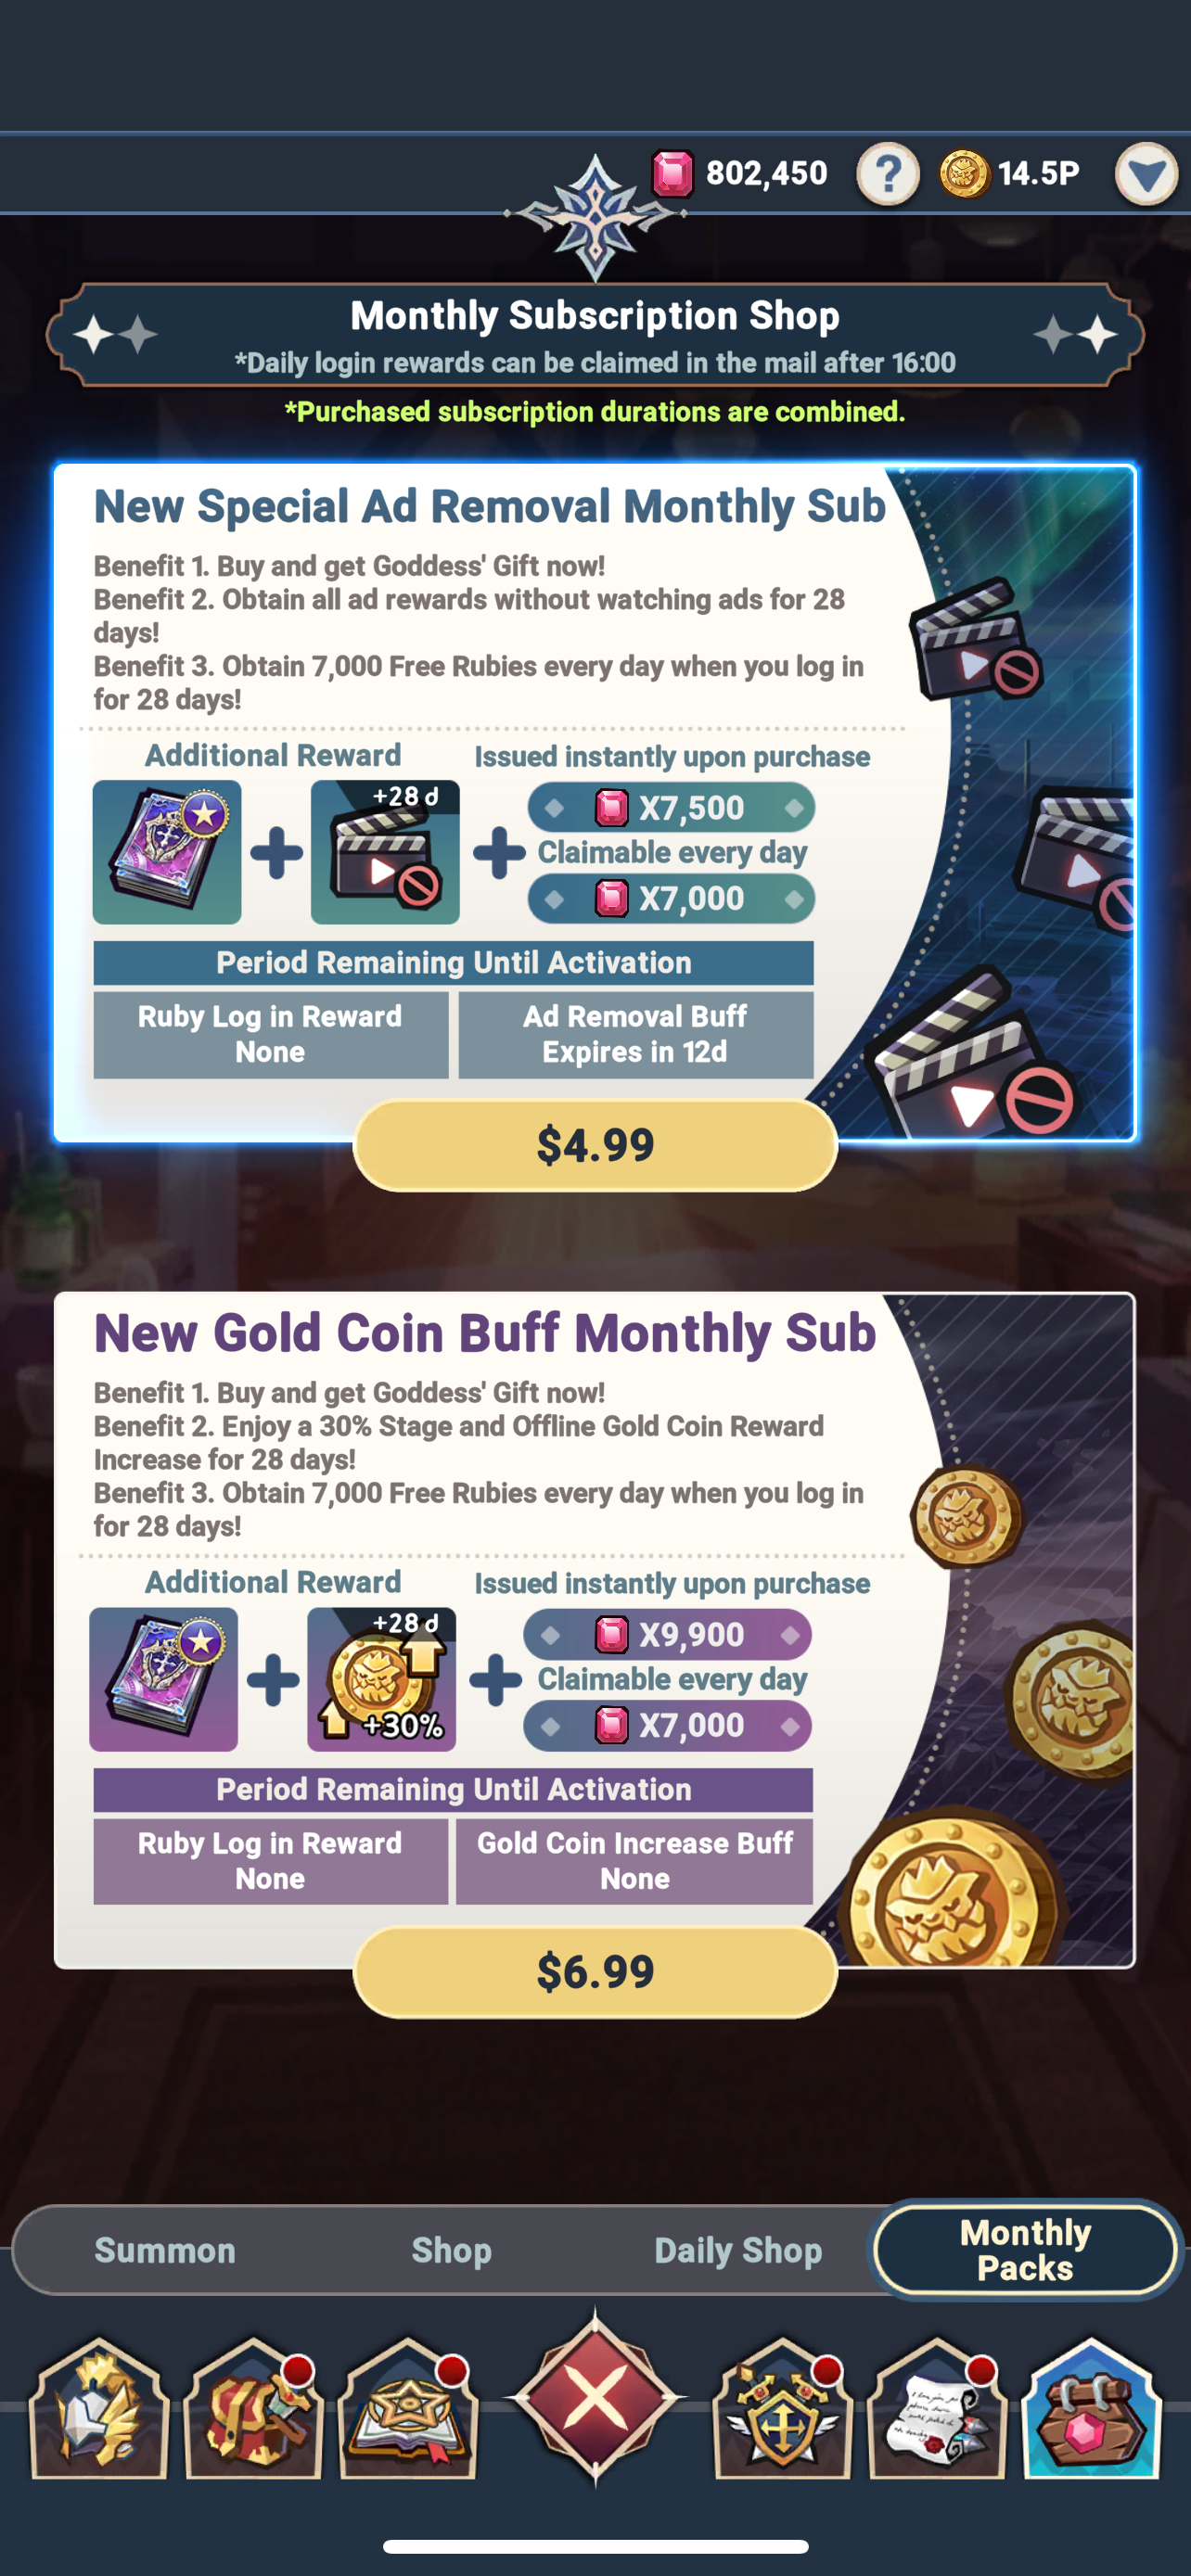 802,450
?
14.5P
Monthly Subscription Shop
*Daily login rewards can be claimed in the mail after 16:00
*Purchased subscription durations are combined.
New Special Ad Removal Monthly Sub
Benefit 1. Buy and get Goddess' Gift now!
Benefit 2. Obtain all ad rewards without watching ads for 28
days!
Benefit 3. Obtain 7,000 Free Rubies every day when you log in
for 28 days!
Additional Reward
Issued instantly upon purchase
+28 d
X7,500
Claimable every day
X7,000
Period Remaining Until Activation
Ruby Log in Reward
None
Ad Removal Buff
Expires in 12d
$4.99
New Gold Coin Buff Monthly Sub
Benefit 1. Buy and get Goddess' Gift now!
Benefit 2. Enjoy a 30% Stage and Offline Gold Coin Reward
Increase for 28 days!
Benefit 3. Obtain 7,000 Free Rubies every day when you log in
for 28 days!
Additional Reward
Issued instantly upon purchase
+28 d
+30%
X9,900
Claimable every day
X7,000
Period Remaining Until Activation
Ruby Log in Reward
None
Gold Coin Increase Buff
None
$6.99
Summon
Shop
Daily Shop
Monthly
Packs